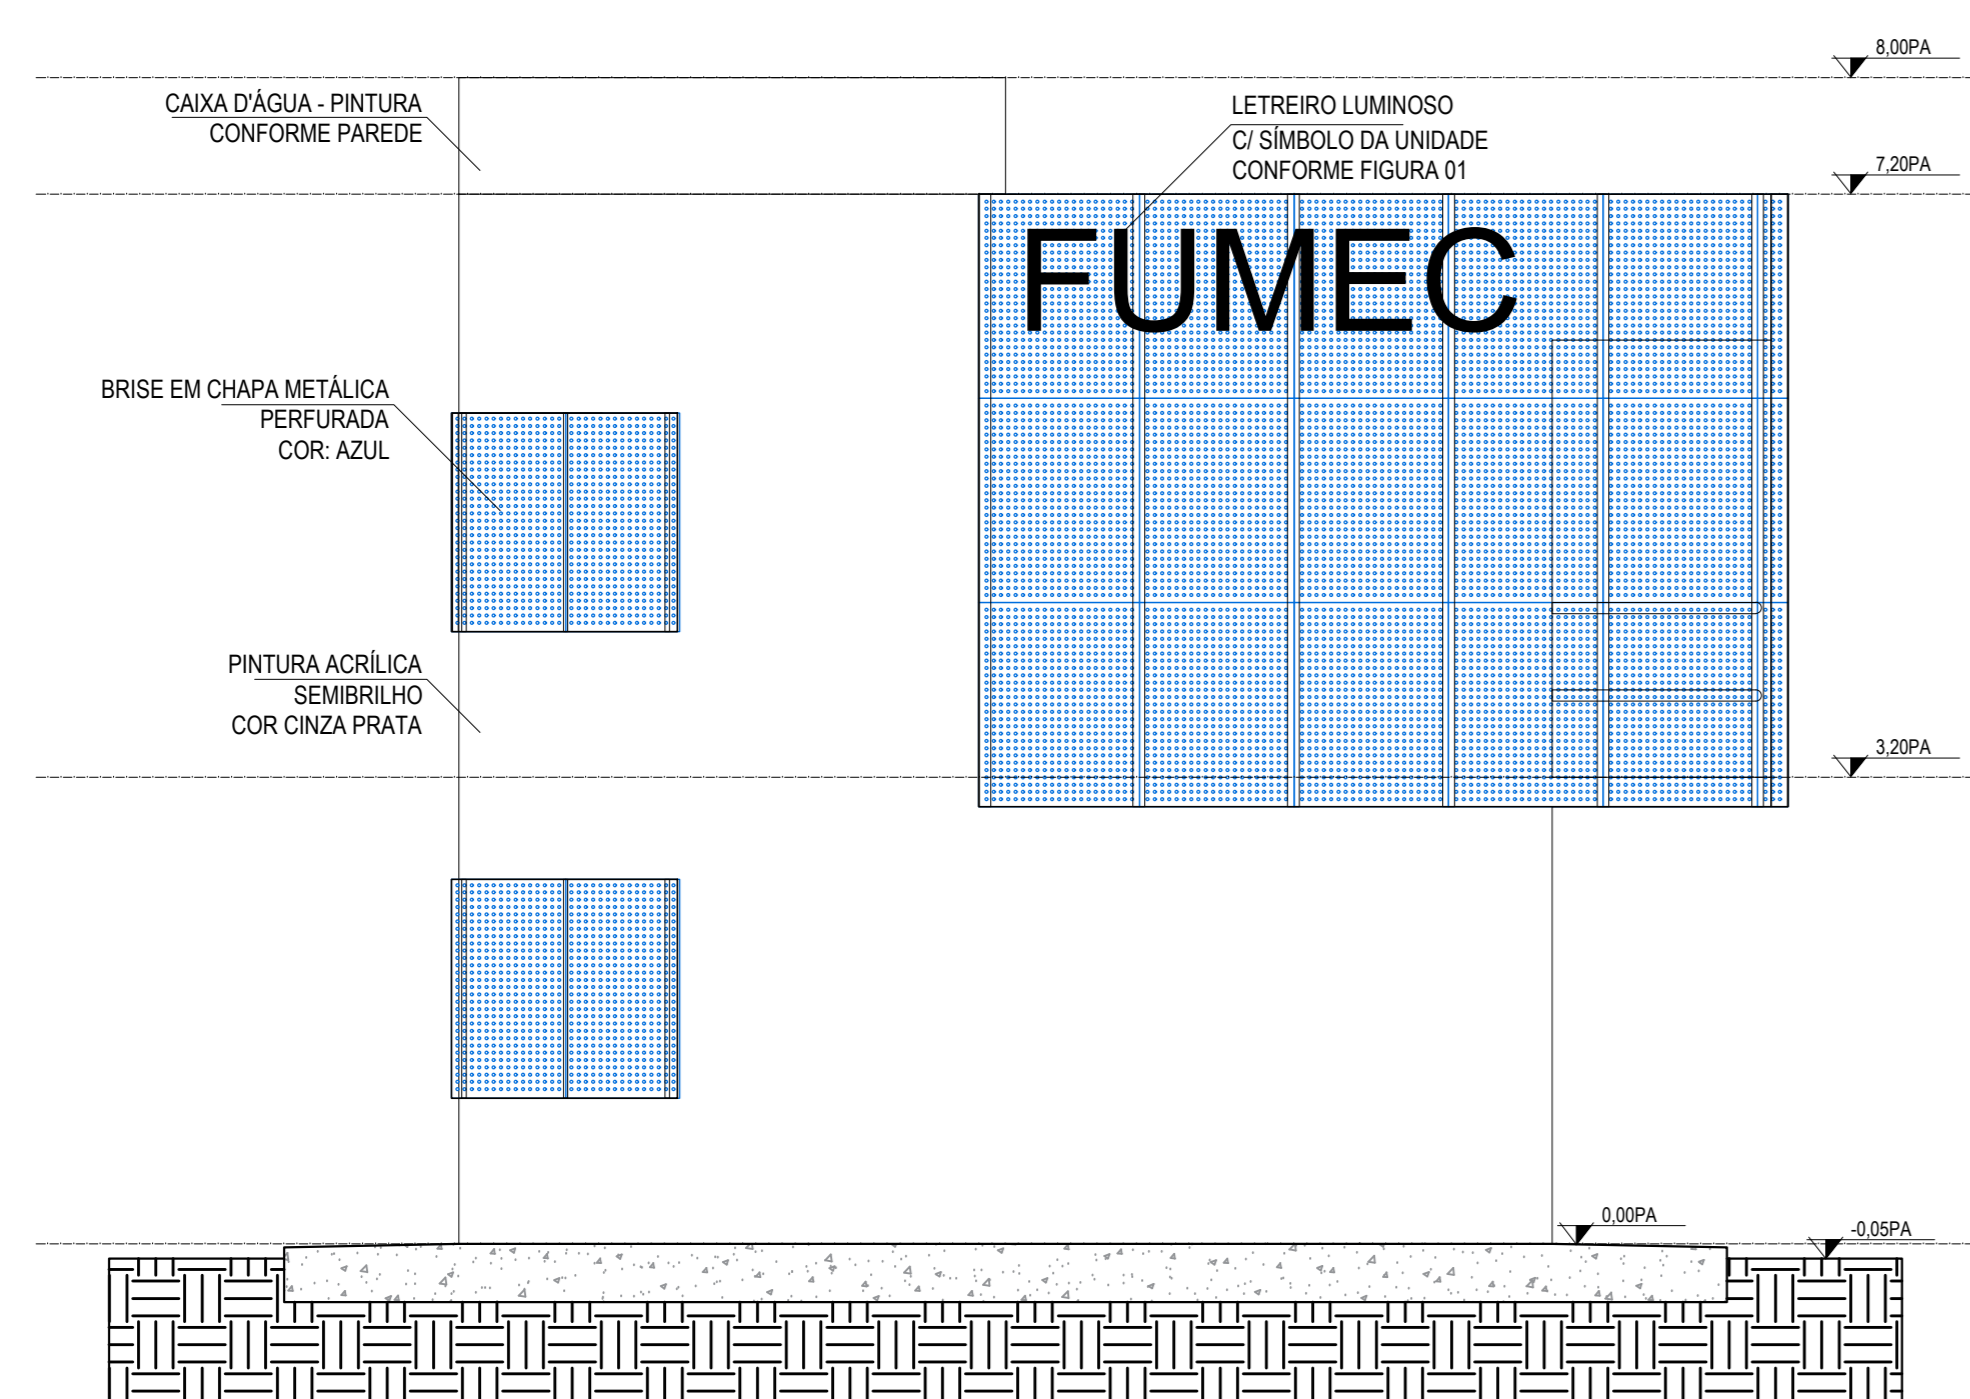 8,00PA
CAIXA D'ÁGUA - PINTURA
CONFORME PAREDE
LETREIRO LUMINOSO
C/ SÍMBOLO DA UNIDADE
CONFORME FIGURA 01
7,20PA
FUMEC
BRISE EM CHAPA METÁLICA
PERFURADA
COR: AZUL
PINTURA ACRÍLICA
SEMIBRILHO
COR CINZA PRATA
3,20PA
0,00PA
-0,05PA